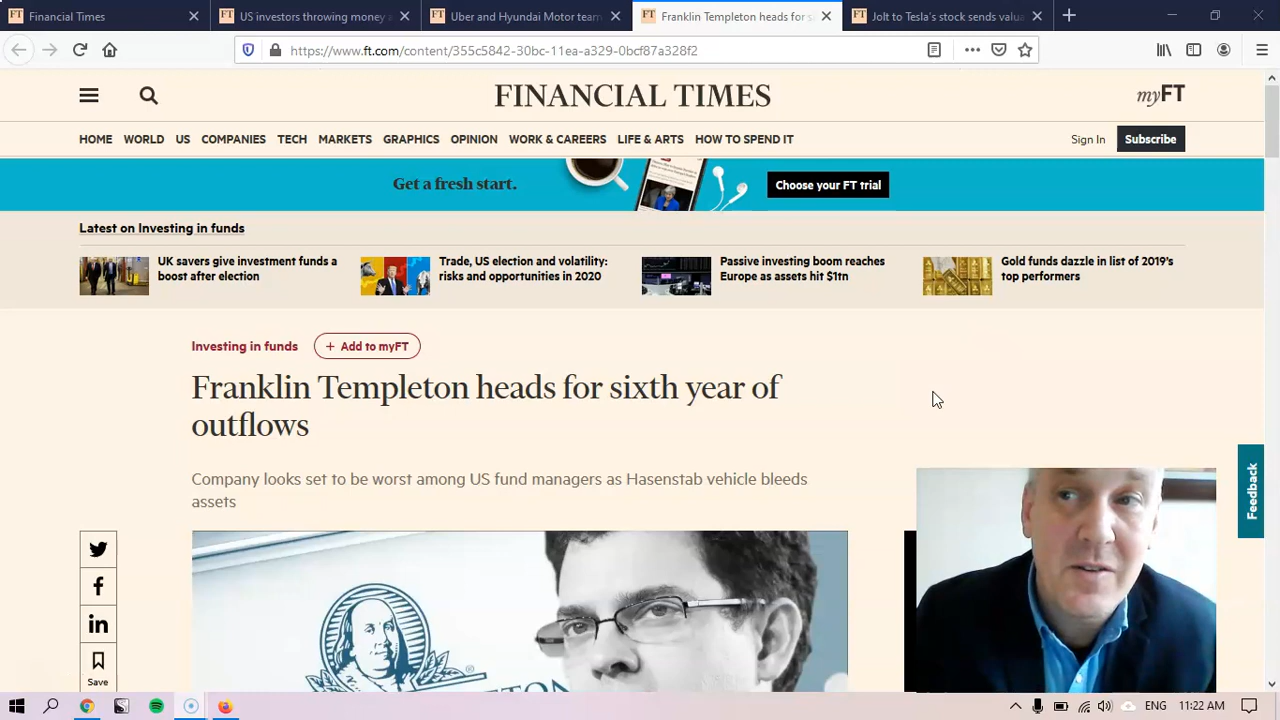 Financial Times
US investors throwing money a
Uber and Hyundai Motor team
Franklin Templeton heads for s
Jolt to Tesla's stock sends valua
https://www.ft.com/content/355c5842-30bc-11ea-a329-0bcf87a328f2
FINANCIAL TIMES
myFT
HOME WORLD US COMPANIES TECH MARKETS GRAPHICS OPINION WORK & CAREERS LIFE & ARTS HOW TO SPEND IT
Sign In Subscribe
Get a fresh start.
Choose your FT trial
Latest on Investing in funds
UK savers give investment funds a
boost after election
Trade, US election and volatility:
risks and opportunities in 2020
Passive investing boom reaches
Europe as assets hit $1tn
Gold funds dazzle in list of 2019's
top performers
Investing in funds
+ Add to myFT
Franklin Templeton heads for sixth year of
outflows
Company looks set to be worst among US fund managers as Hasenstab vehicle bleeds
assets
Save
Feedback
ENG 11:22 AM